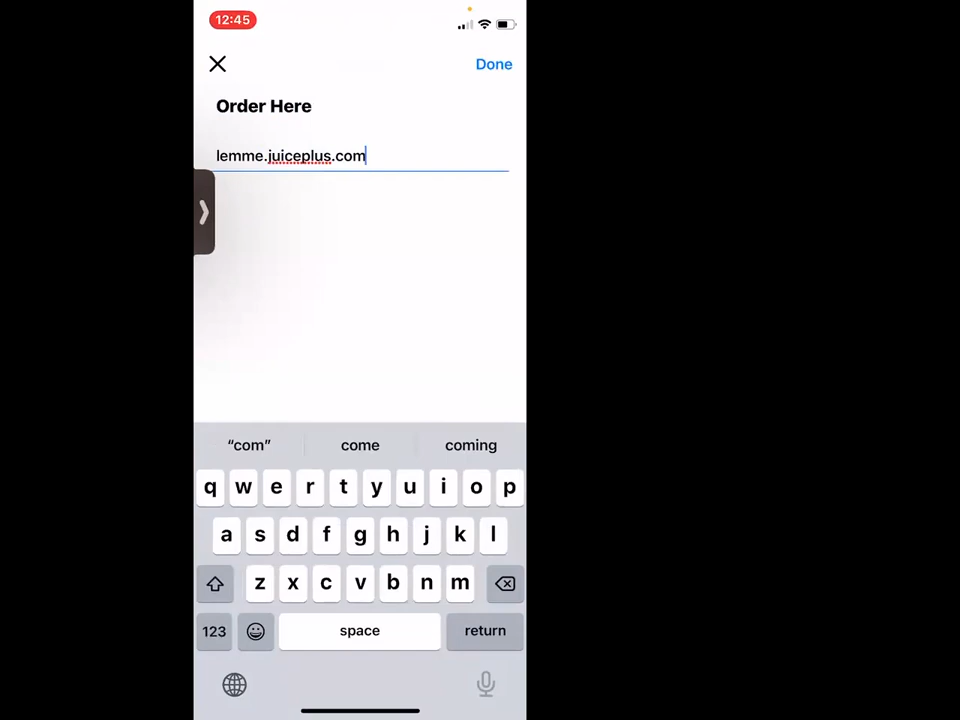 12:45
Done
Order Here
lemme.juiceplus.com
“com” come coming
q w e r t y u i o p
a s d f g h j k l
z x c v b n m
123 space return